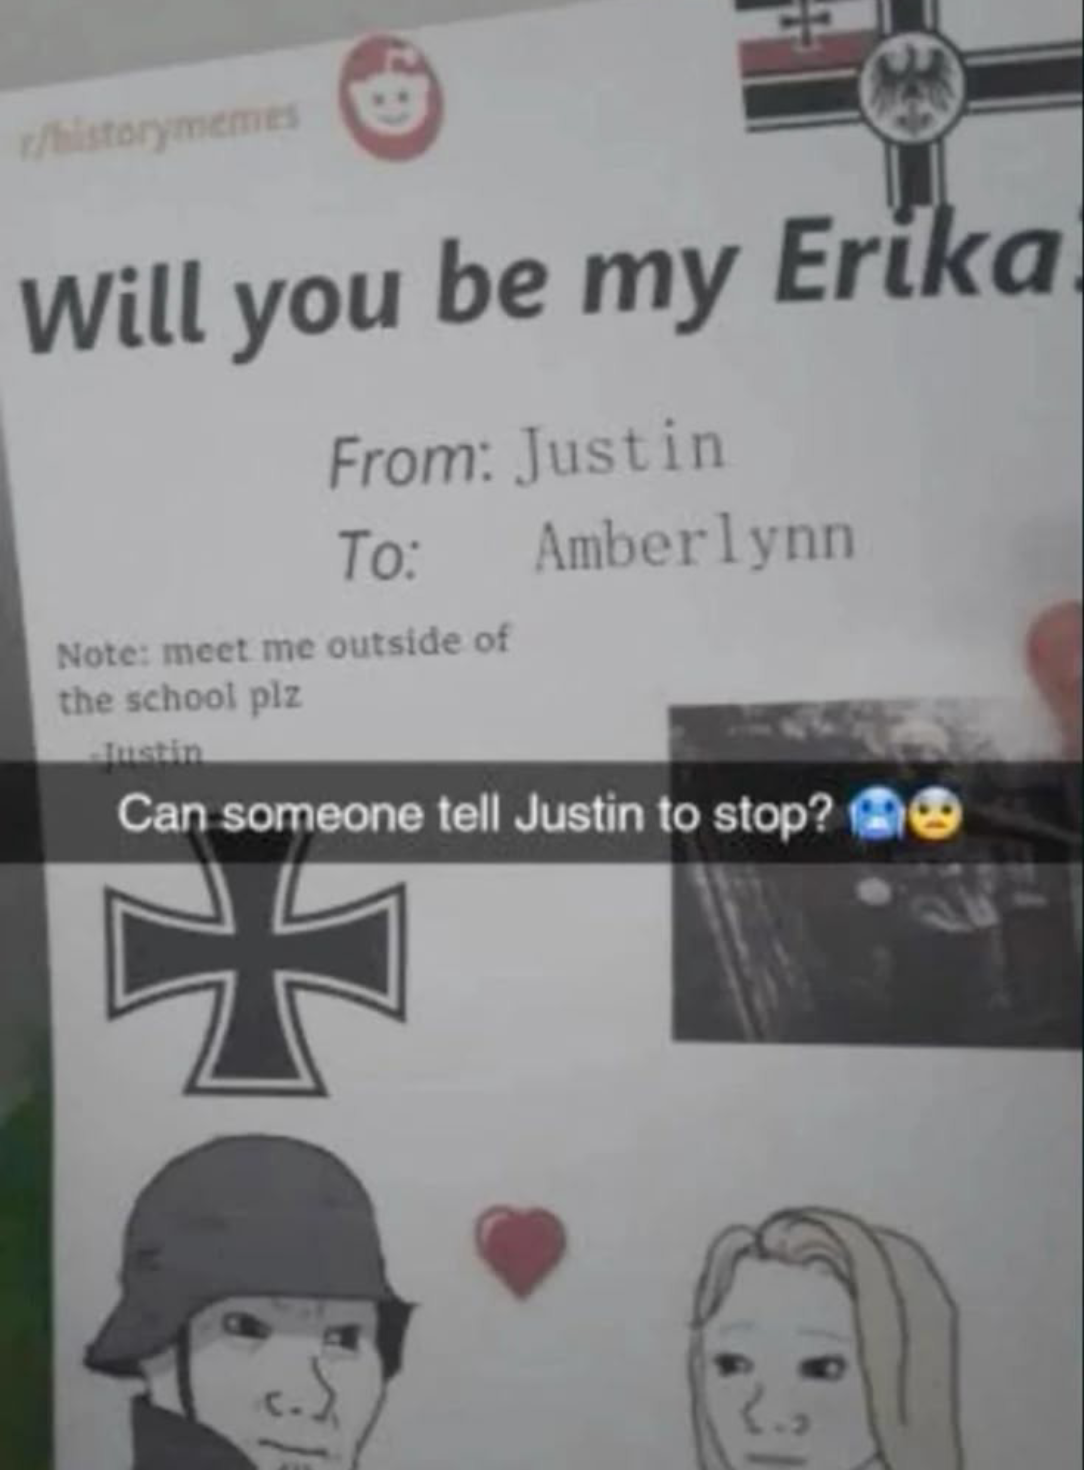 r/historymemes
Will you be my Erika?
From: Justin
To: Amberlynn
Note: meet me outside of
the school plz
-Justin
Can someone tell Justin to stop? 🥶😨